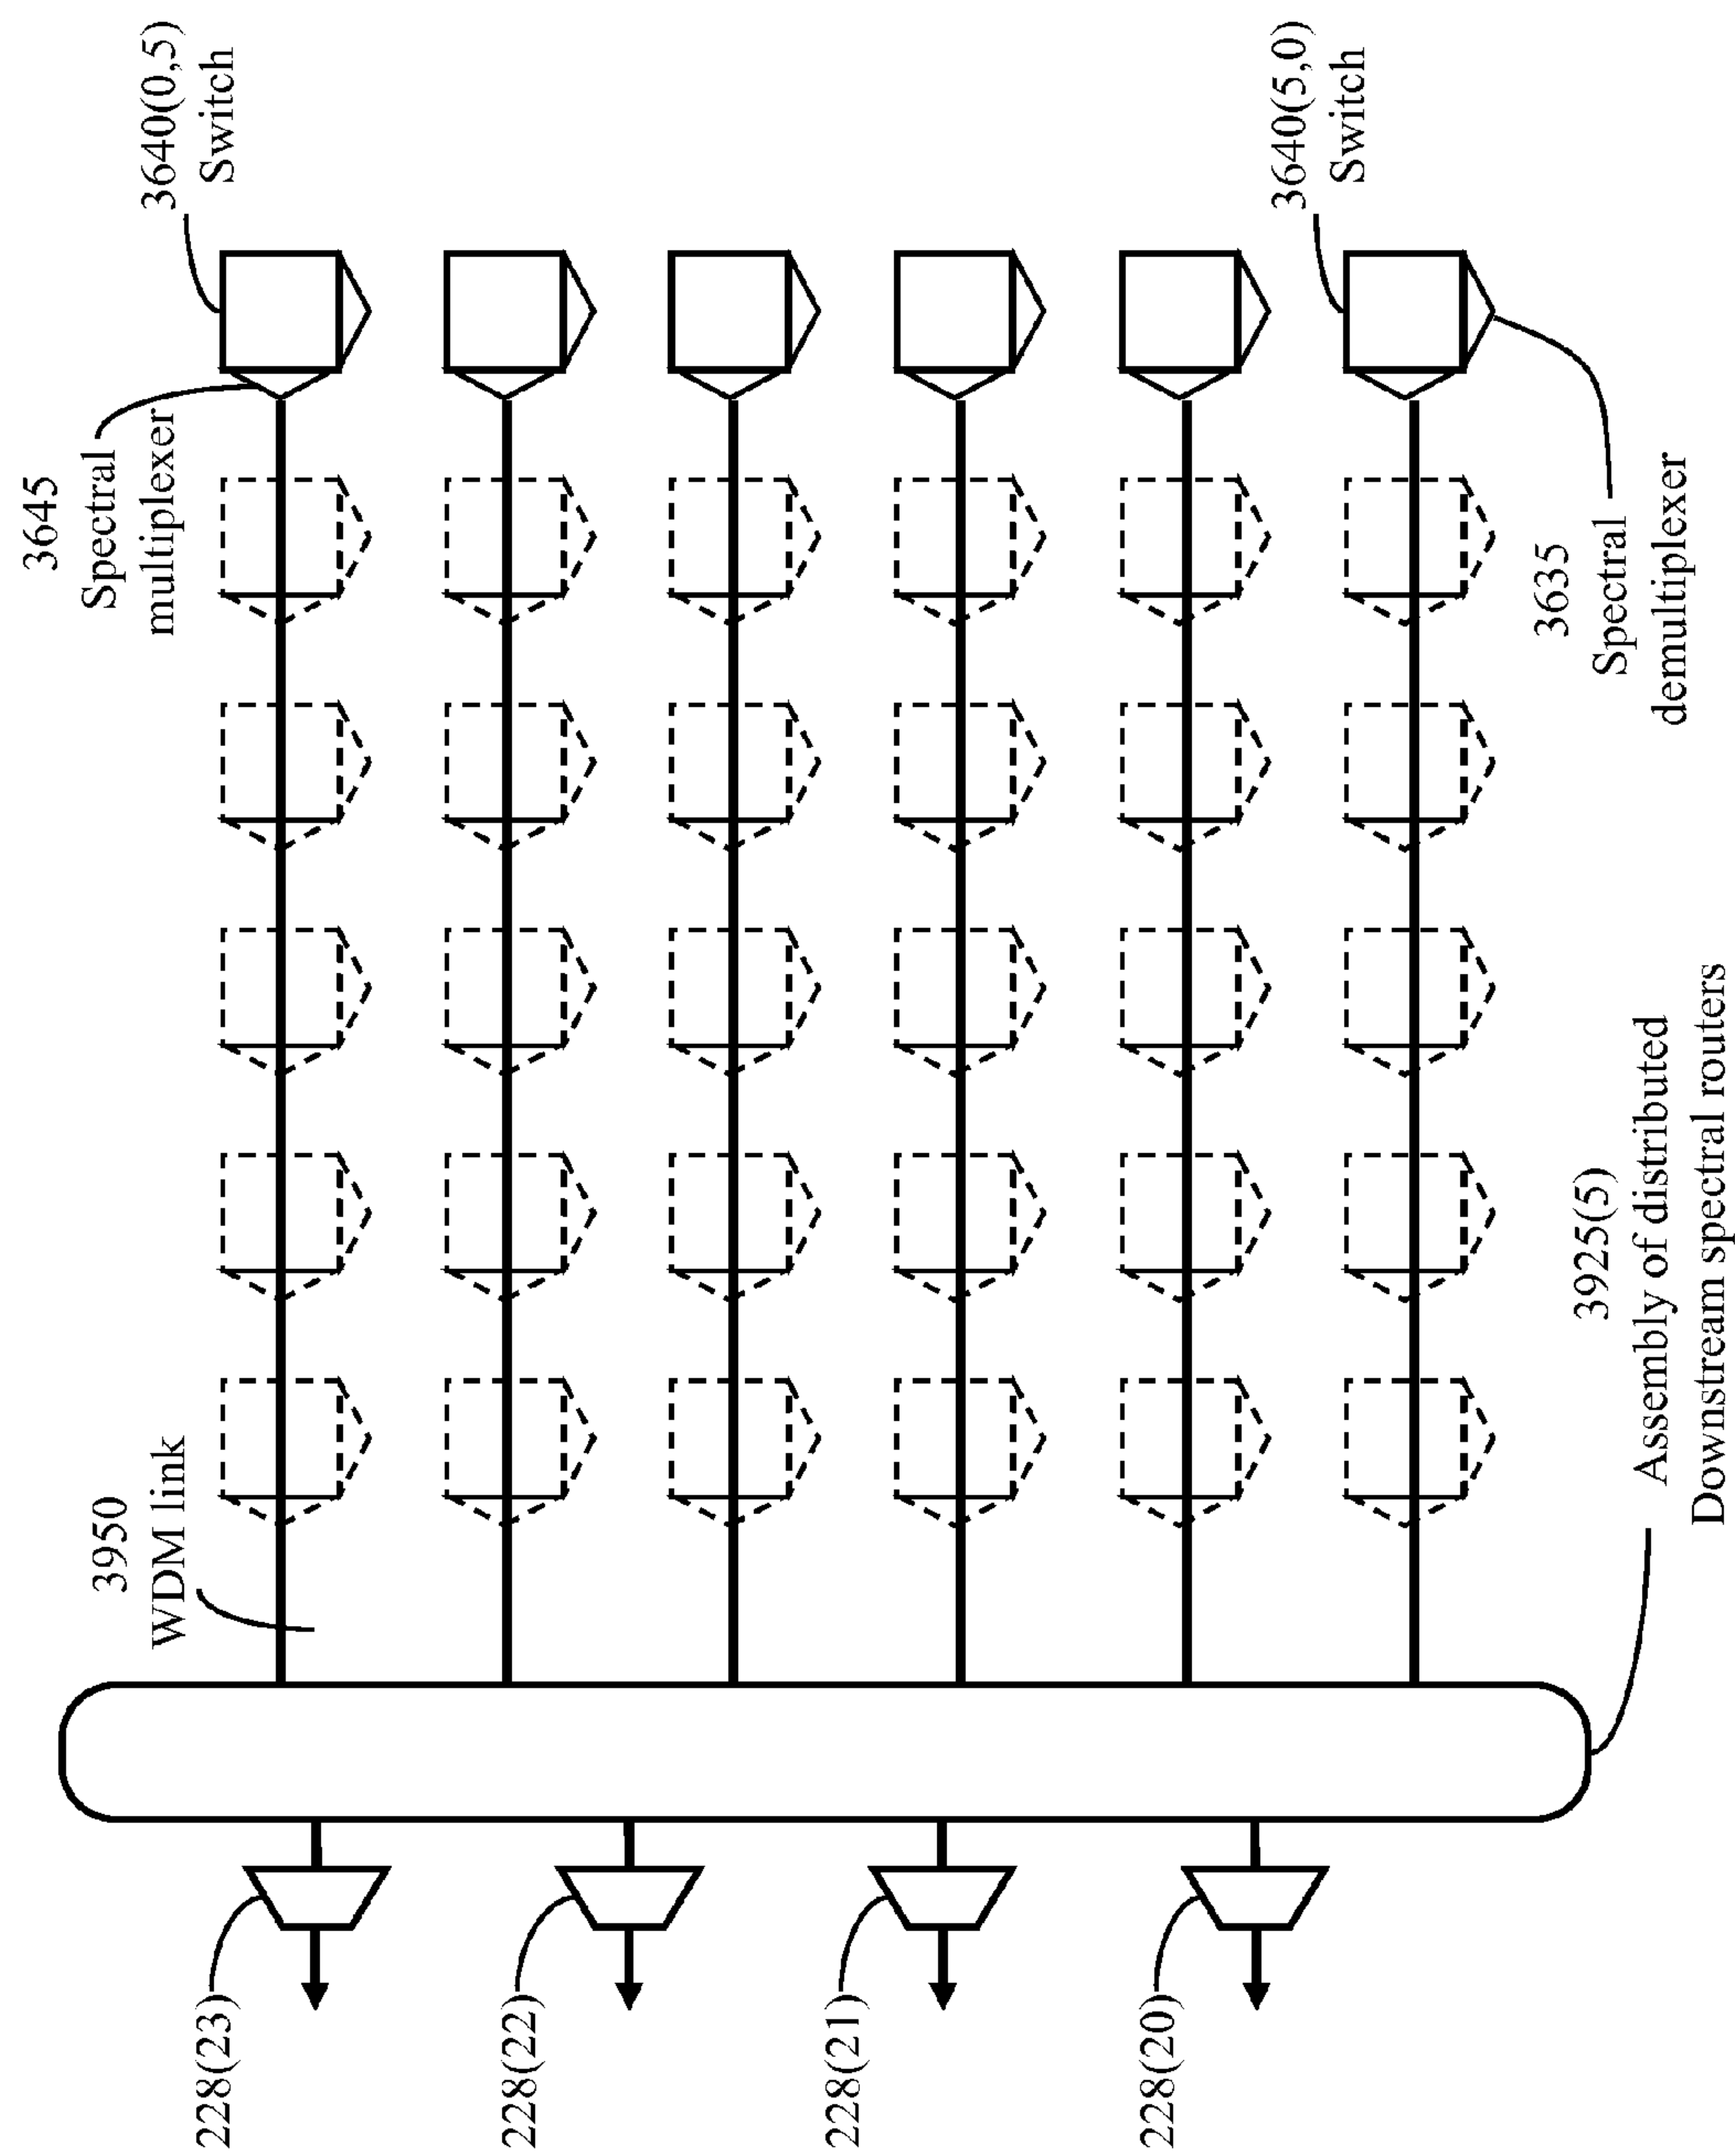 3640(0,5)
Switch
3645
Spectral
multiplexer
3640(5,0)
Switch
3635
Spectral
demultiplexer
3950
WDM link
3925(5)
Assembly of distributed
Downstream spectral routers
228(23)
228(22)
228(21)
228(20)